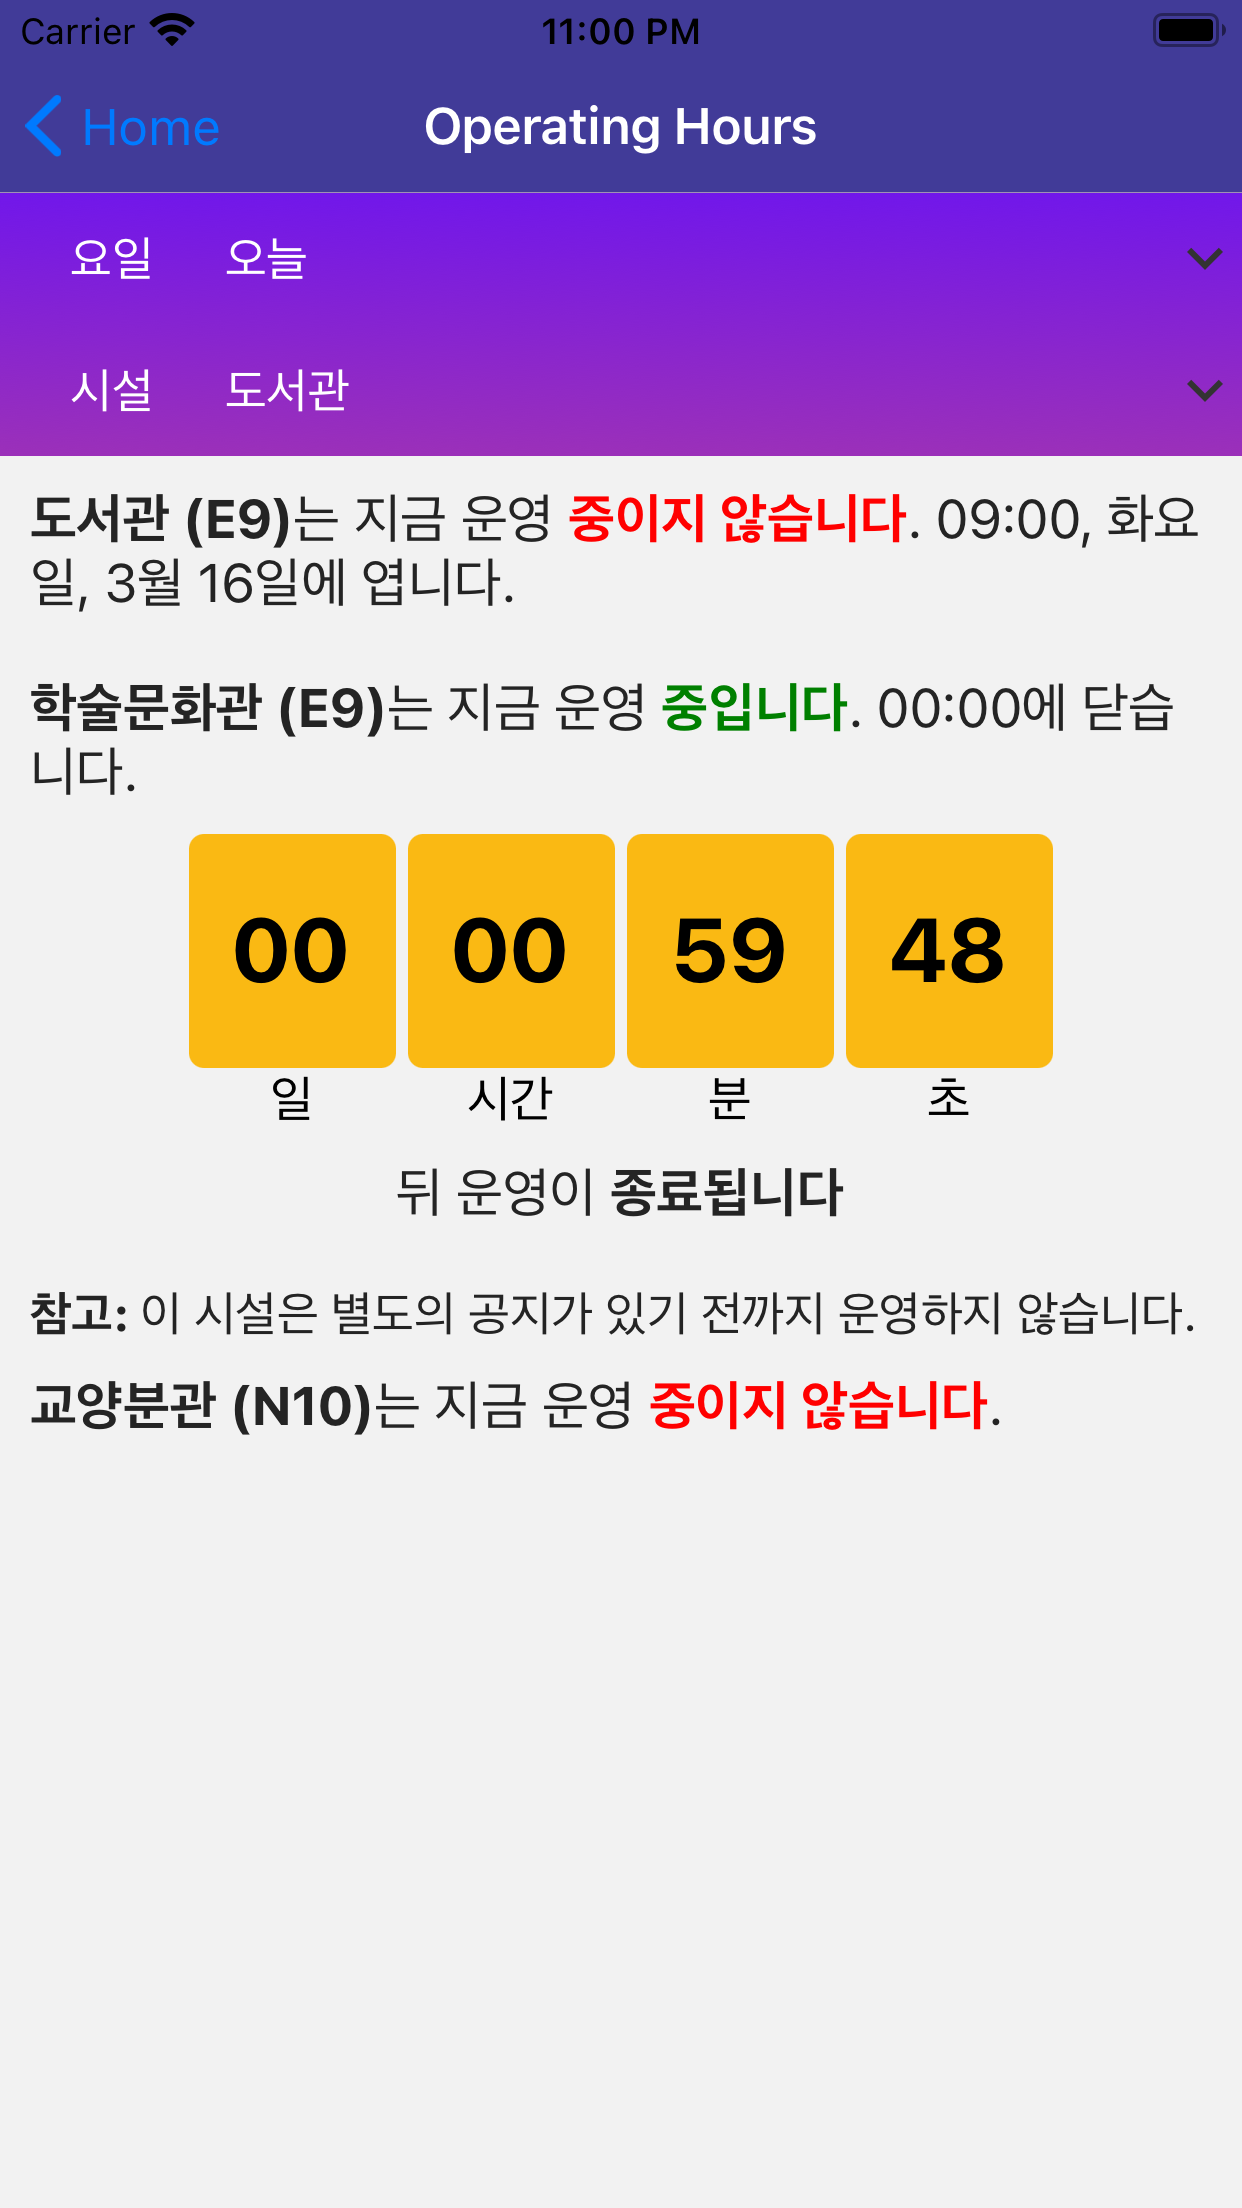 Carrier 11:00 PM
Home Operating Hours
요일 오늘
시설 도서관
도서관 (E9)는 지금 운영 중이지 않습니다. 09:00, 화요
일, 3월 16일에 엽니다.
학술문화관 (E9)는 지금 운영 중입니다. 00:00에 닫습
니다.
00 00 59 48
일 시간 분 초
뒤 운영이 종료됩니다
참고: 이 시설은 별도의 공지가 있기 전까지 운영하지 않습니다.
교양분관 (N10)는 지금 운영 중이지 않습니다.